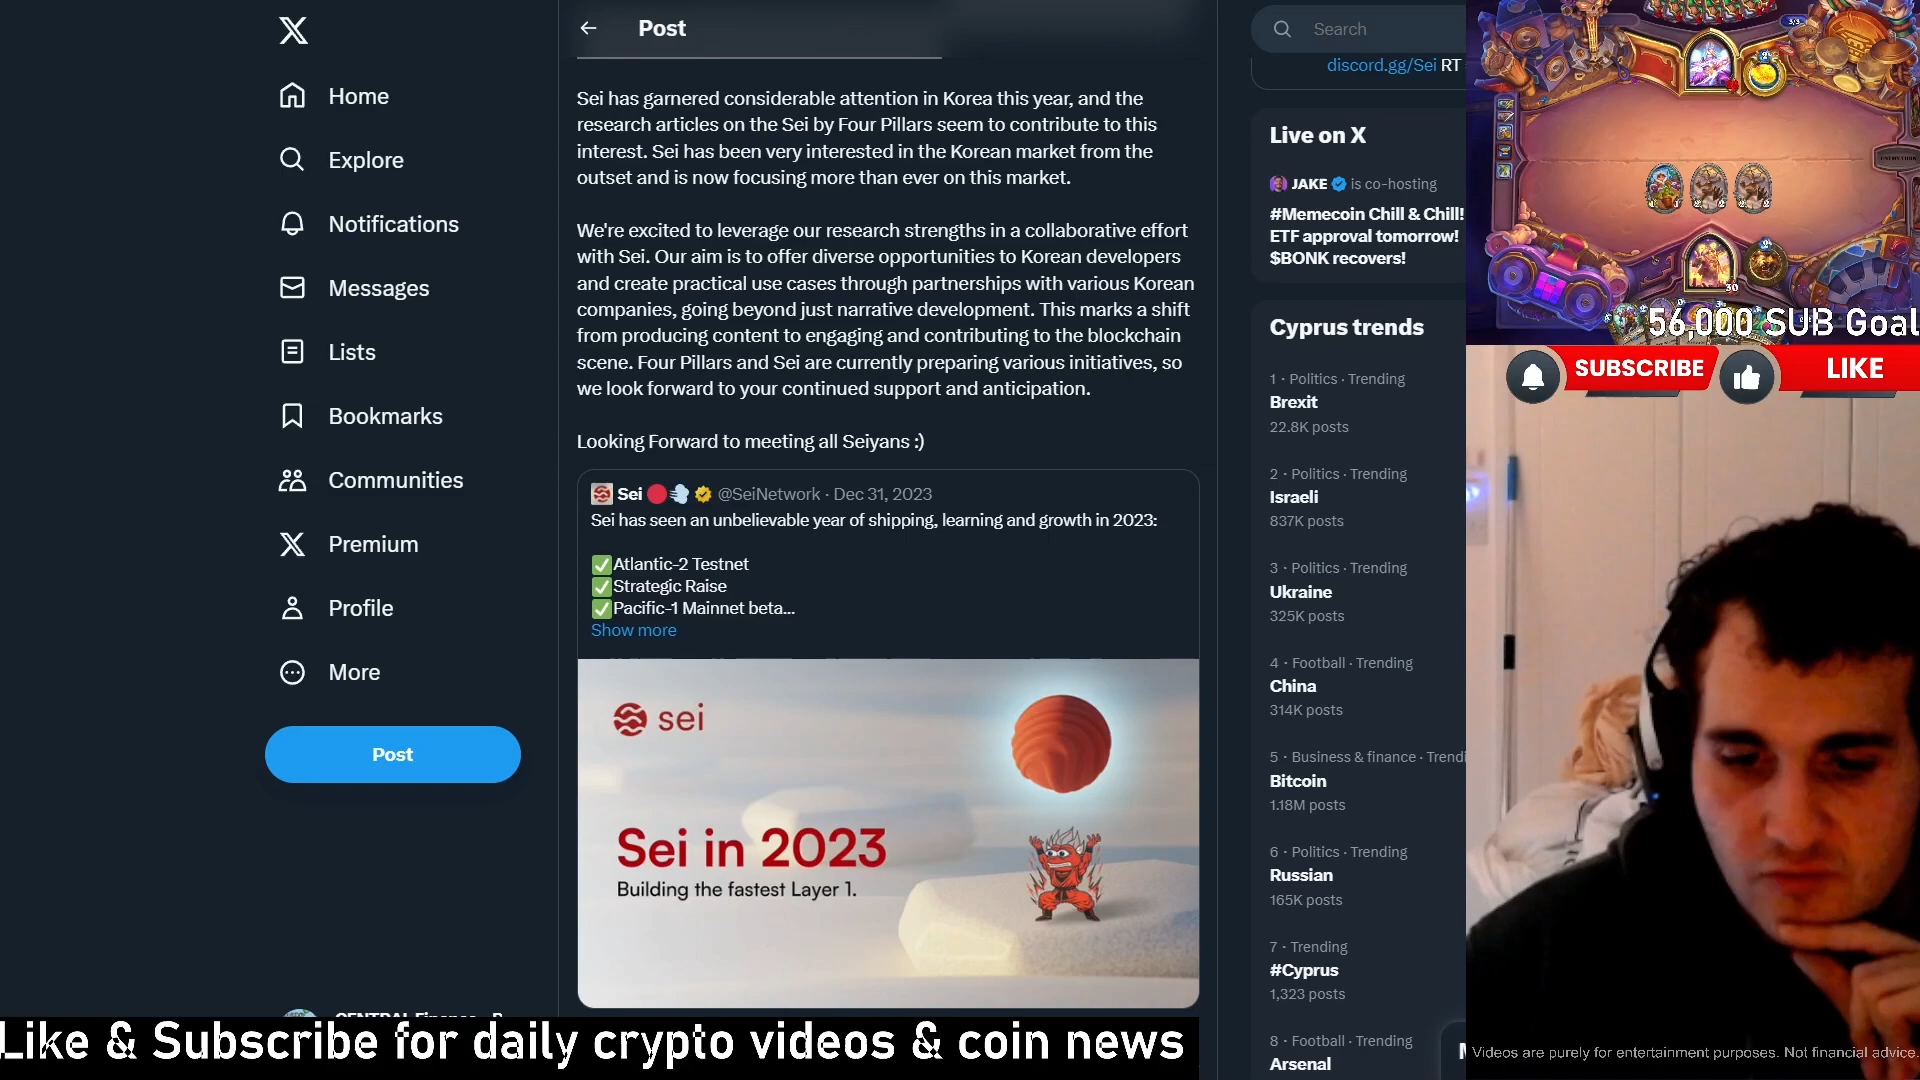 Post
Search
discord.gg/Sei RT
Home
Explore
Notifications
Messages
Lists
Bookmarks
Communities
Premium
Profile
More
Post
Sei has garnered considerable attention in Korea this year, and the
research articles on the Sei by Four Pillars seem to contribute to this
interest. Sei has been very interested in the Korean market from the
outset and is now focusing more than ever on this market.
We're excited to leverage our research strengths in a collaborative effort
with Sei. Our aim is to offer diverse opportunities to Korean developers
and create practical use cases through partnerships with various Korean
companies, going beyond just narrative development. This marks a shift
from producing content to engaging and contributing to the blockchain
scene. Four Pillars and Sei are currently preparing various initiatives, so
we look forward to your continued support and anticipation.
Looking Forward to meeting all Seiyans :)
Sei @SeiNetwork · Dec 31, 2023
Sei has seen an unbelievable year of shipping, learning and growth in 2023:
✅Atlantic-2 Testnet
✅Strategic Raise
✅Pacific-1 Mainnet beta...
Show more
sei
Sei in 2023
Building the fastest Layer 1.
Live on X
JAKE is co-hosting
#Memecoin Chill & Chill!
ETF approval tomorrow!
$BONK recovers!
Cyprus trends
1 · Politics · Trending
Brexit
22.8K posts
2 · Politics · Trending
Israeli
837K posts
3 · Politics · Trending
Ukraine
325K posts
4 · Football · Trending
China
314K posts
5 · Business & finance · Trendi
Bitcoin
1.18M posts
6 · Politics · Trending
Russian
165K posts
7 · Trending
#Cyprus
1,323 posts
8 · Football · Trending
Arsenal
30
56,000 SUB Goal
SUBSCRIBE
LIKE
Like & Subscribe for daily crypto videos & coin news
Videos are purely for entertainment purposes. Not financial advice.